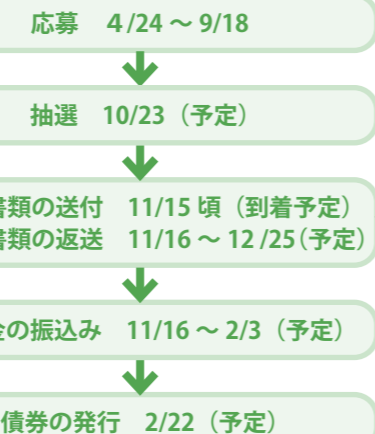 応募 4/24 ～ 9/18
抽選 10/23（予定）
書類の送付 11/15 頃（到着予定）
書類の返送 11/16 ～ 12/25（予定）
金の振込み 11/16 ～ 2/3（予定）
債券の発行 2/22（予定）